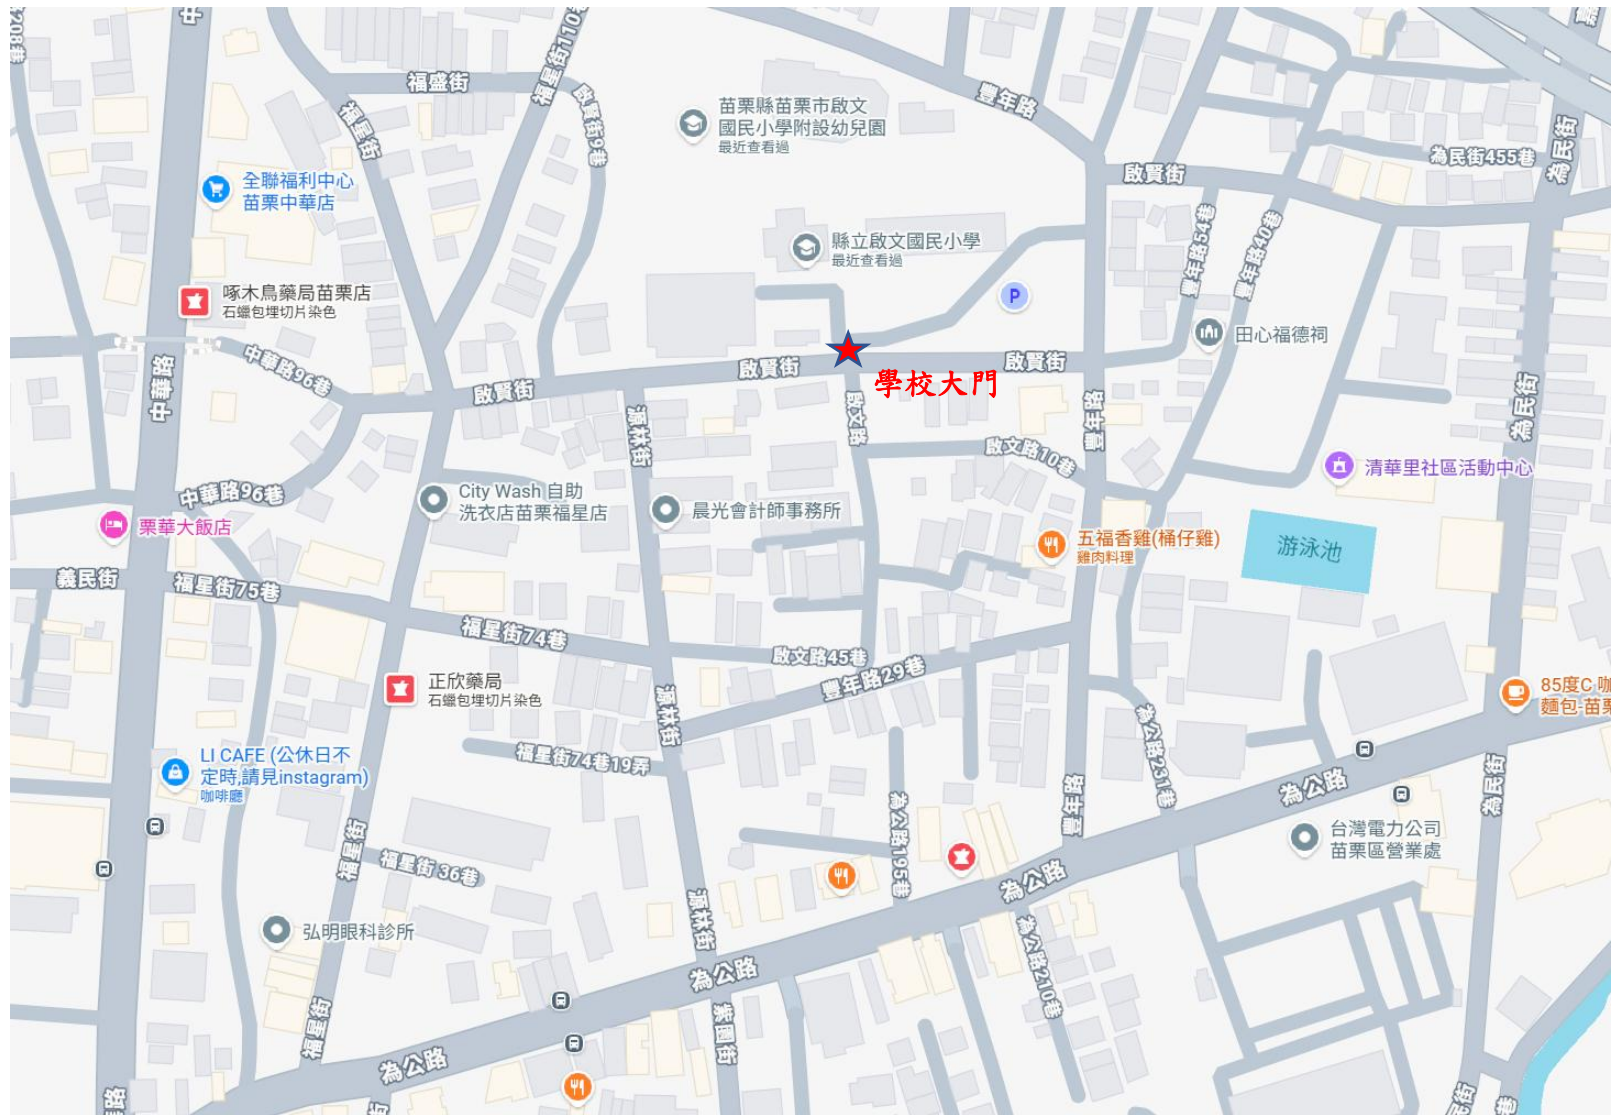 208巷
中
福盛街
福星街110巷
啟賢街9巷
福星街
苗栗縣苗栗市啟文
國民小學附設幼兒園
最近查看過
豐年路
為民街
為民街455巷
啟賢街
全聯福利中心
苗栗中華店
縣立啟文國民小學
最近查看過
豐年路54巷
豐年路40巷
啄木鳥藥局苗栗店
石蠟包埋切片染色
P
田心福德祠
中華路96巷
中華路
啟賢街
啟賢街
啟賢街
學校大門
源林街
啟文路
豐年路
為民街
啟文路10巷
清華里社區活動中心
中華路96巷
City Wash 自助
洗衣店苗栗福星店
晨光會計師事務所
栗華大飯店
五福香雞(桶仔雞)
雞肉料理
游泳池
義民街
福星街75巷
福星街74巷
啟文路45巷
豐年路29巷
正欣藥局
石蠟包埋切片染色
85度C 咖
麵包-苗栗
源林街
福星街74巷19弄
為公路231巷
LI CAFE (公休日不
定時,請見instagram)
咖啡廳
為公路
為民街
豐年路
為公路195巷
台灣電力公司
苗栗區營業處
福星街
福星街 36巷
為公路
源林街
弘明眼科診所
為公路210巷
為公路
紫園街
福星街
為公路
路
街
民街
巷